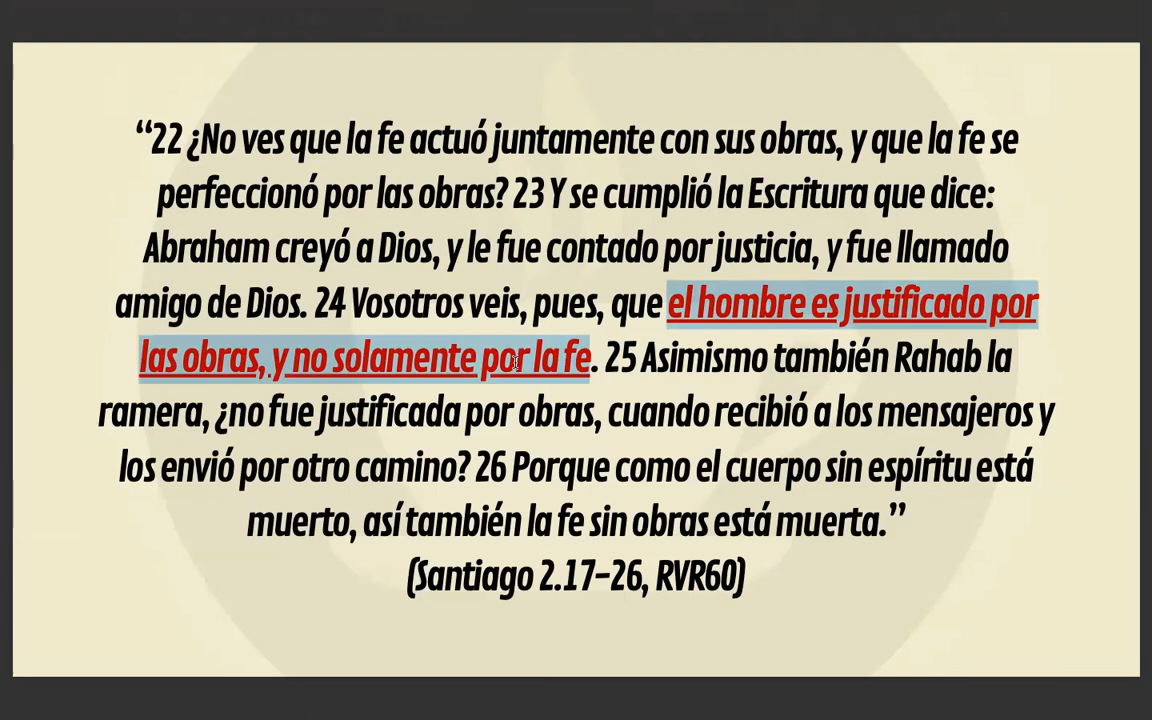 “22 ¿No ves que la fe actuó juntamente con sus obras, y que la fe se
perfeccionó por las obras? 23 Y se cumplió la Escritura que dice:
Abraham creyó a Dios, y le fue contado por justicia, y fue llamado
amigo de Dios. 24 Vosotros veis, pues, que el hombre es justificado por
las obras, y no solamente por la fe. 25 Asimismo también Rahab la
ramera, ¿no fue justificada por obras, cuando recibió a los mensajeros y
los envió por otro camino? 26 Porque como el cuerpo sin espíritu está
muerto, así también la fe sin obras está muerta.”
(Santiago 2.17-26, RVR60)